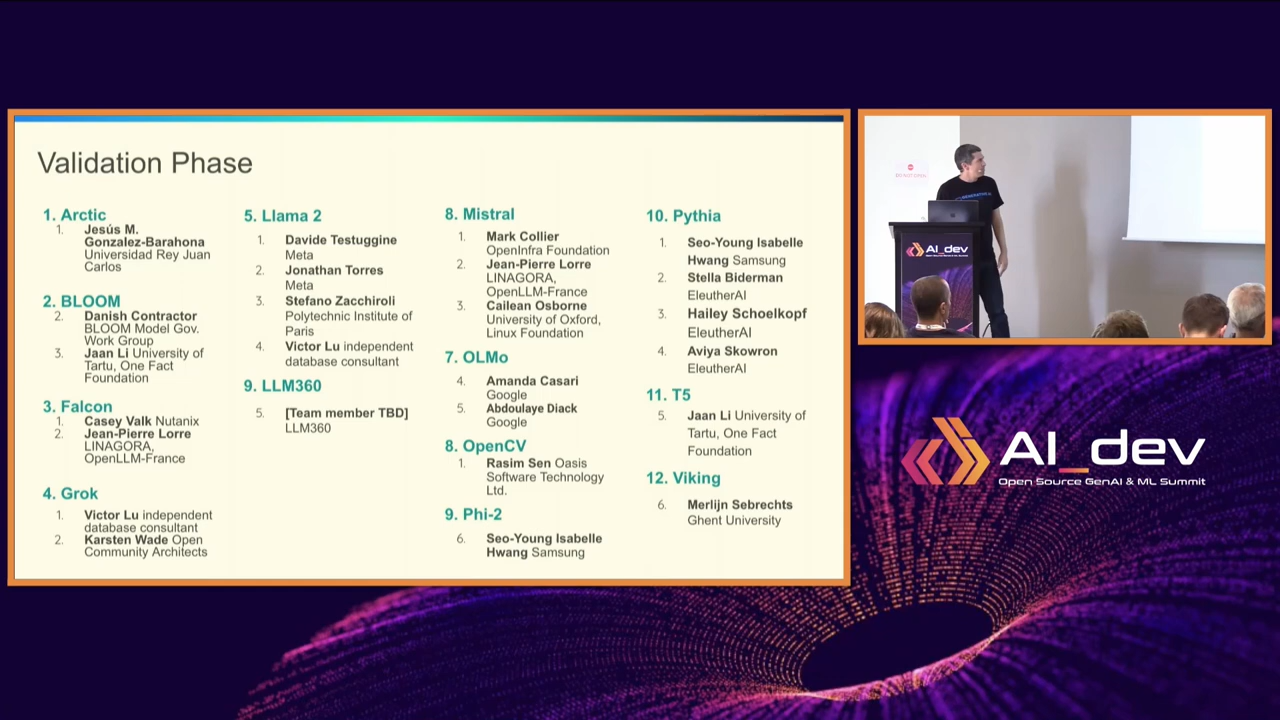 Validation Phase
1. Arctic
1. Jesús M.
Gonzalez-Barahona
Universidad Rey Juan
Carlos
2. BLOOM
2. Danish Contractor
BLOOM Model Gov.
Work Group
3. Jaan Li University of
Tartu, One Fact
Foundation
3. Falcon
1. Casey Valk Nutanix
2. Jean-Pierre Lorre
LINAGORA,
OpenLLM-France
4. Grok
1. Victor Lu independent
database consultant
2. Karsten Wade Open
Community Architects
5. Llama 2
1. Davide Testuggine
Meta
2. Jonathan Torres
Meta
3. Stefano Zacchiroli
Polytechnic Institute of
Paris
4. Victor Lu independent
database consultant
9. LLM360
5. [Team member TBD]
LLM360
8. Mistral
1. Mark Collier
OpenInfra Foundation
2. Jean-Pierre Lorre
LINAGORA,
OpenLLM-France
3. Cailean Osborne
University of Oxford,
Linux Foundation
7. OLMo
4. Amanda Casari
Google
5. Abdoulaye Diack
Google
8. OpenCV
1. Rasim Sen Oasis
Software Technology
Ltd.
9. Phi-2
6. Seo-Young Isabelle
Hwang Samsung
10. Pythia
1. Seo-Young Isabelle
Hwang Samsung
2. Stella Biderman
EleutherAI
3. Hailey Schoelkopf
EleutherAI
4. Aviya Skowron
EleutherAI
11. T5
5. Jaan Li University of
Tartu, One Fact
Foundation
12. Viking
6. Merlijn Sebrechts
Ghent University
DO NOT OPEN
AI_dev
AI_dev
Open Source GenAI & ML Summit